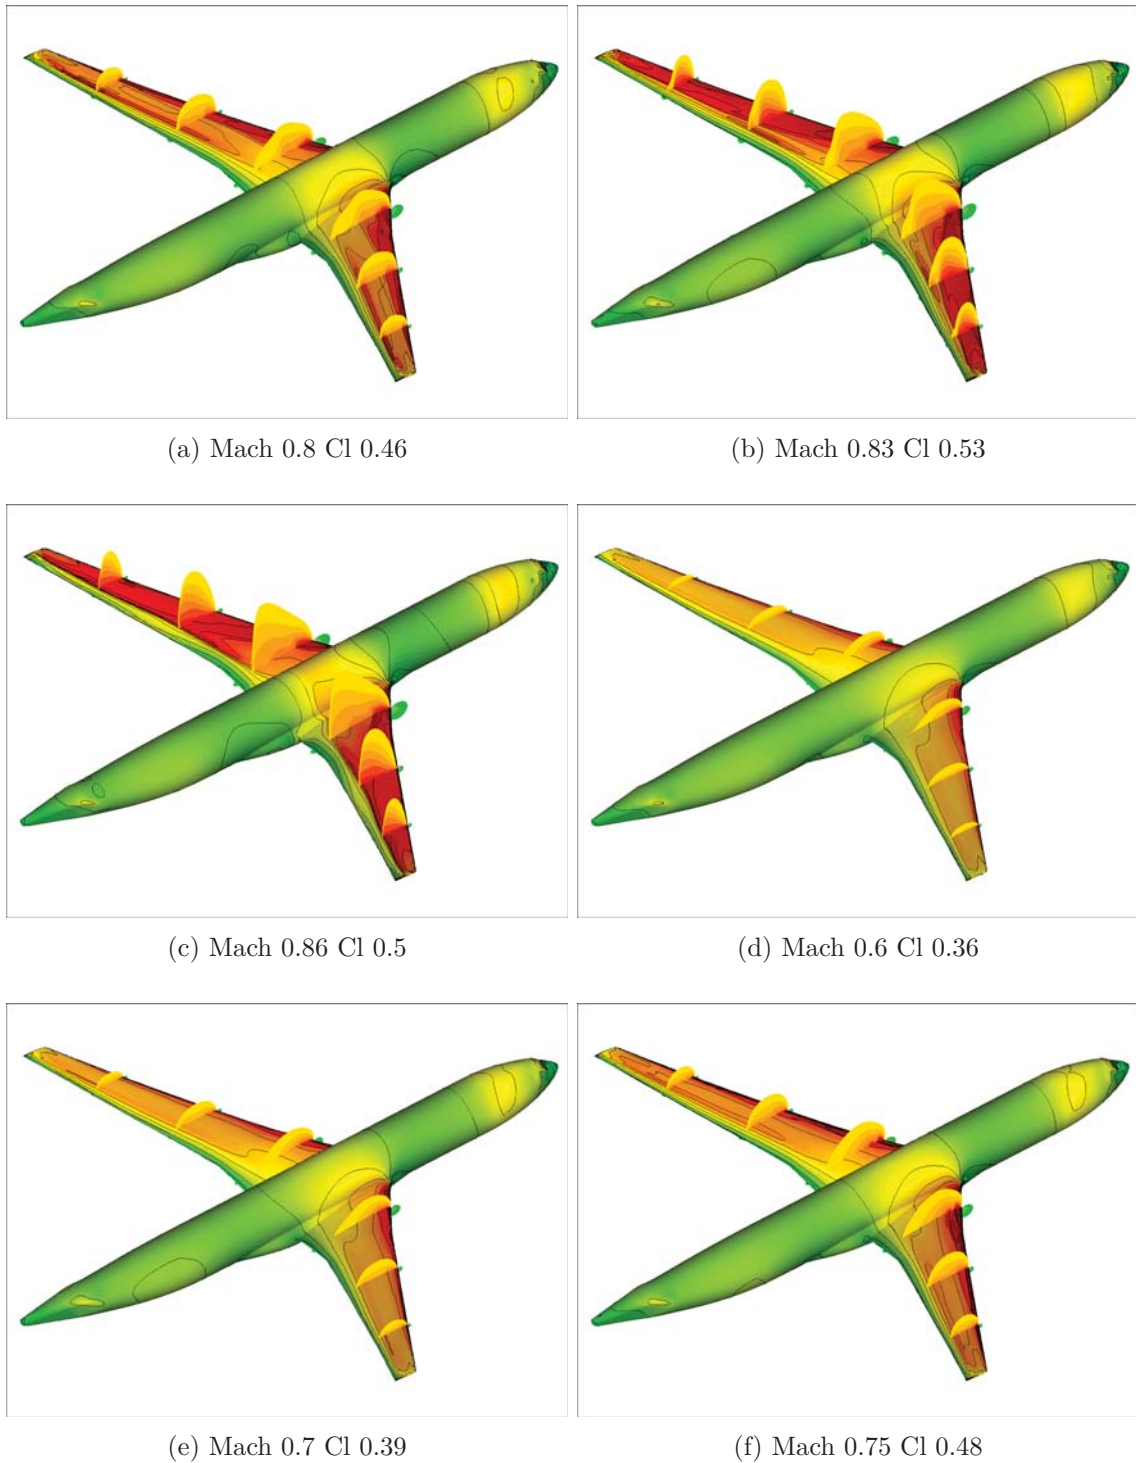 (a) Mach 0.8 Cl 0.46
(b) Mach 0.83 Cl 0.53
(c) Mach 0.86 Cl 0.5
(d) Mach 0.6 Cl 0.36
(e) Mach 0.7 Cl 0.39
(f) Mach 0.75 Cl 0.48